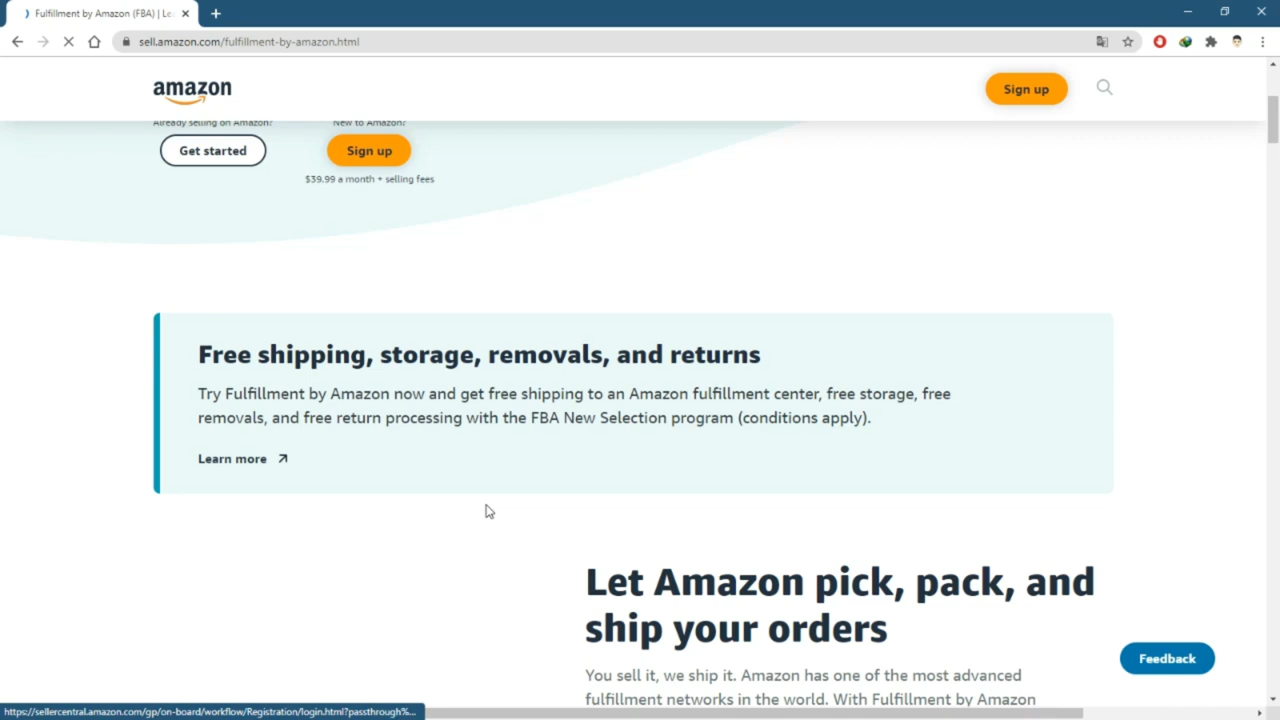 Fulfillment by Amazon (FBA) | Le
sell.amazon.com/fulfillment-by-amazon.html
amazon
Sign up
Already selling on Amazon?
New to Amazon?
Get started
Sign up
$39.99 a month + selling fees
Free shipping, storage, removals, and returns
Try Fulfillment by Amazon now and get free shipping to an Amazon fulfillment center, free storage, free
removals, and free return processing with the FBA New Selection program (conditions apply).
Learn more
Let Amazon pick, pack, and
ship your orders
You sell it, we ship it. Amazon has one of the most advanced
fulfillment networks in the world. With Fulfillment by Amazon
Feedback
https://sellercentral.amazon.com/gp/on-board/workflow/Registration/login.html?passthrough%...